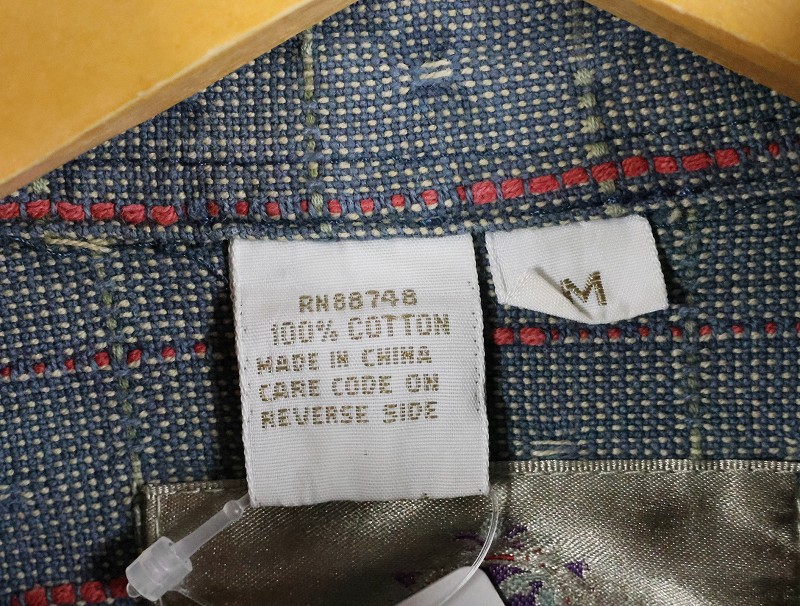 RN88748
100% COTTON
MADE IN CHINA
CARE CODE ON
REVERSE SIDE
M